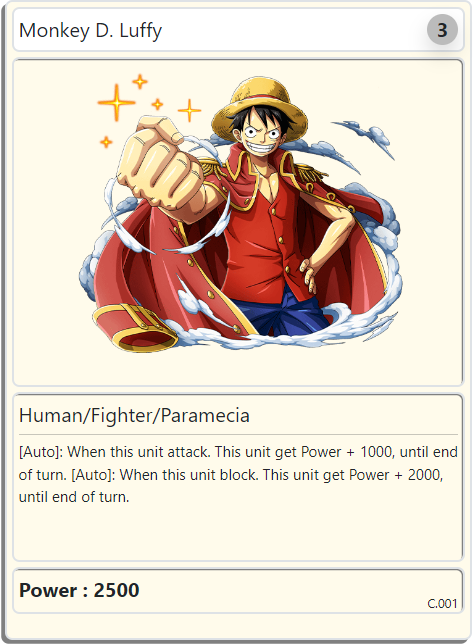 Monkey D. Luffy
3
Human/Fighter/Paramecia
[Auto]: When this unit attack. This unit get Power + 1000, until end
of turn. [Auto]: When this unit block. This unit get Power + 2000,
until end of turn.
Power : 2500
C.001